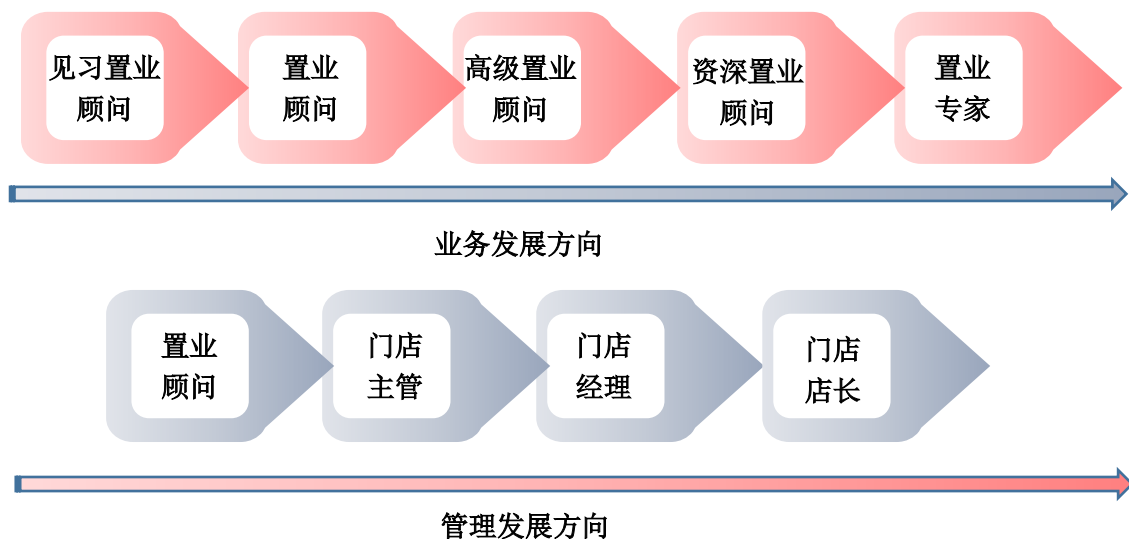 见习置业
顾问
置业
顾问
高级置业
顾问
资深置业
顾问
置业
专家
业务发展方向
置业
顾问
门店
主管
门店
经理
门店
店长
管理发展方向